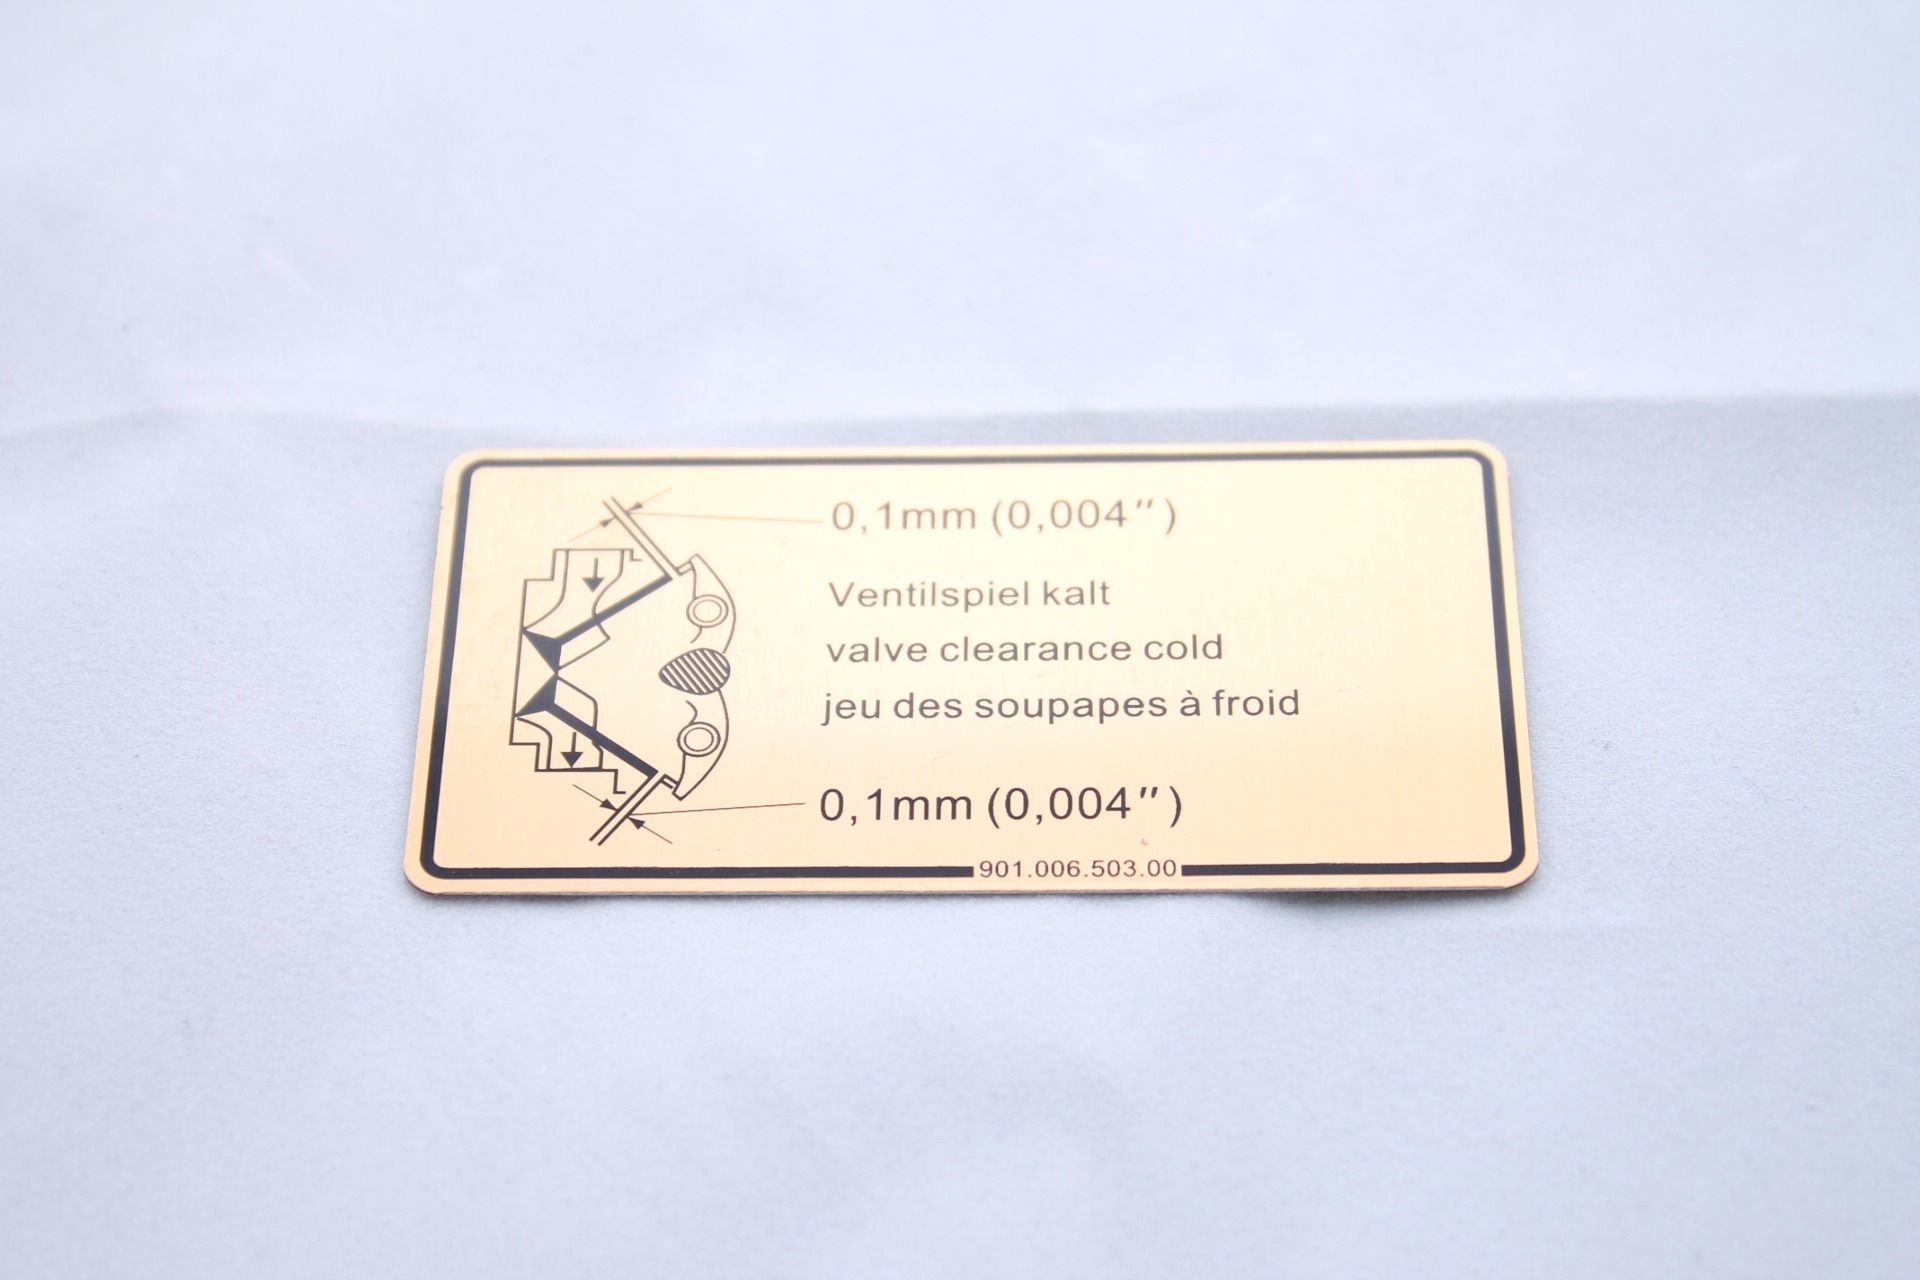 0,1mm (0,004")
Ventilspiel kalt
valve clearance cold
jeu des soupapes à froid
0,1mm (0,004")
901.006.503.00